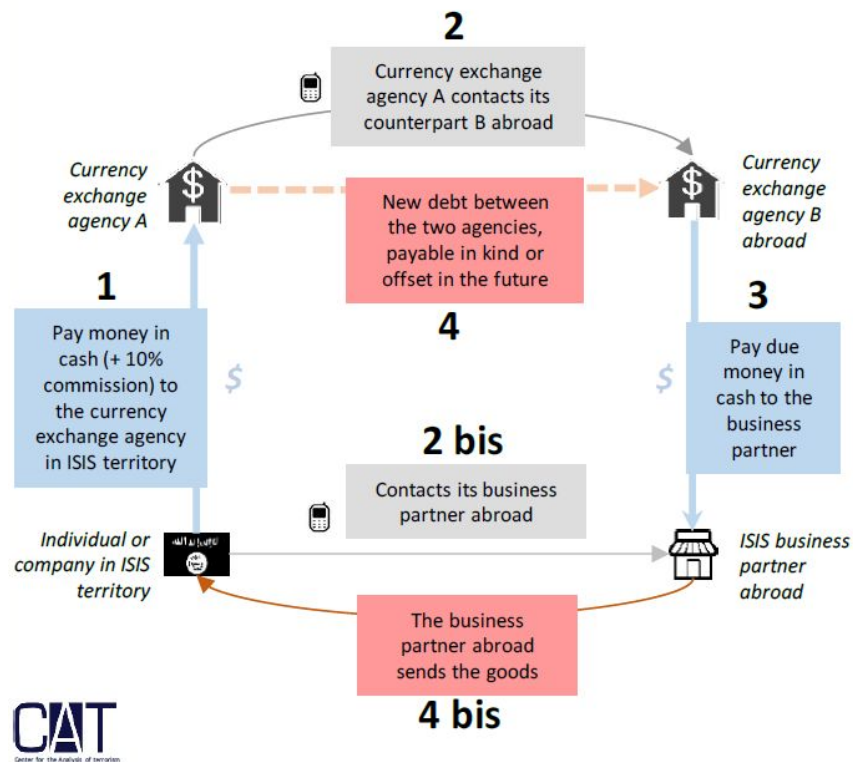 2
Currency exchange
agency A contacts its
counterpart B abroad
Currency
exchange
agency A
$
$
Currency
exchange
agency B
abroad
New debt between
the two agencies,
payable in kind or
offset in the future
4
1
Pay money in
cash (+ 10%
commission) to
the currency
exchange agency
in ISIS territory
$
$
3
Pay due
money in
cash to the
business
partner
2 bis
Contacts its business
partner abroad
Individual or
company in ISIS
territory
ISIS business
partner
abroad
The business
partner abroad
sends the goods
4 bis
CAT
Center for the Analysis of terrorism